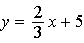 y = 2/3 x + 5